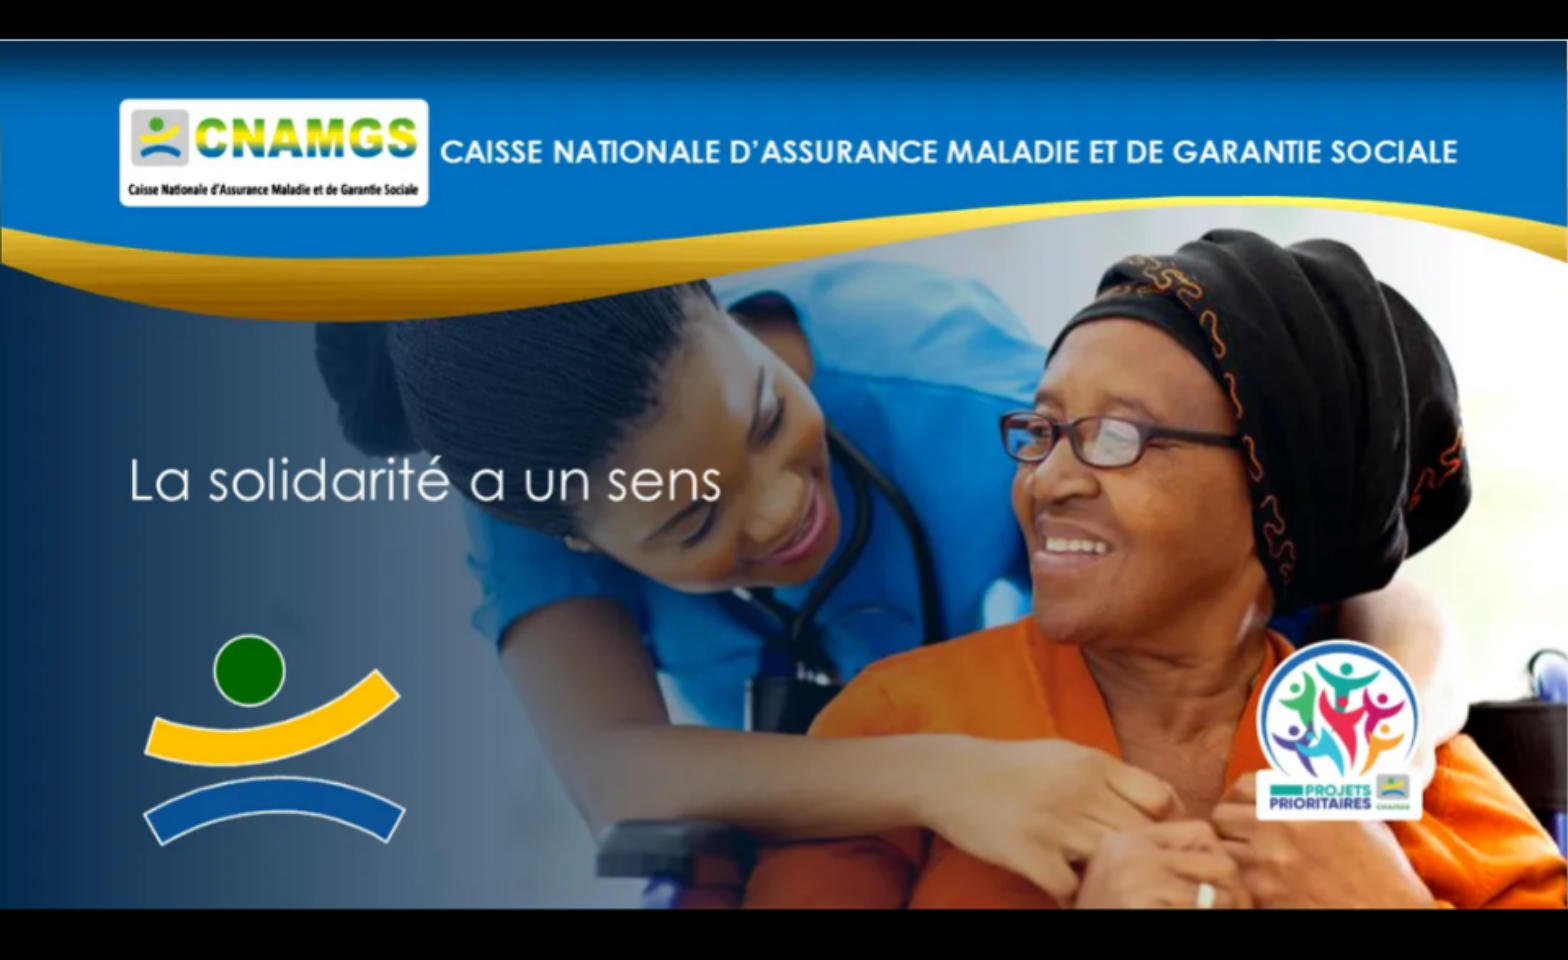 CNAMGS
Caisse Nationale d'Assurance Maladie et de Garantie Sociale
CAISSE NATIONALE D'ASSURANCE MALADIE ET DE GARANTIE SOCIALE
La solidarité a un sens
PROJETS
PRIORITAIRES
CNAMGS